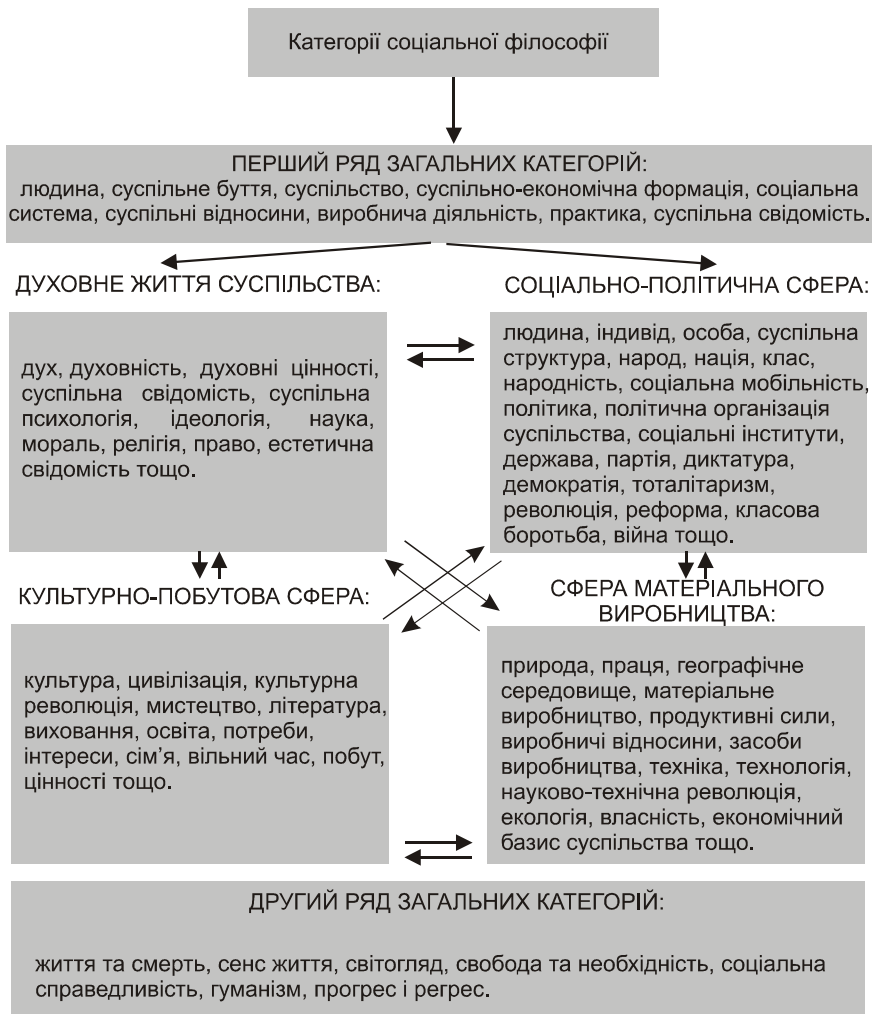 Категорії соціальної філософії
ПЕРШИЙ РЯД ЗАГАЛЬНИХ КАТЕГОРІЙ:
людина, суспільне буття, суспільство, суспільно-економічна формація, соціальна
система, суспільні відносини, виробнича діяльність, практика, суспільна свідомість.
ДУХОВНЕ ЖИТТЯ СУСПІЛЬСТВА:
дух, духовність, духовні цінності,
суспільна свідомість, суспільна
психологія, ідеологія, наука,
мораль, релігія, право, естетична
свідомість тощо.
СОЦІАЛЬНО-ПОЛІТИЧНА СФЕРА:
людина, індивід, особа, суспільна
структура, народ, нація, клас,
народність, соціальна мобільність,
політика, політична організація
суспільства, соціальні інститути,
держава, партія, диктатура,
демократія, тоталітаризм,
революція, реформа, класова
боротьба, війна тощо.
КУЛЬТУРНО-ПОБУТОВА СФЕРА:
культура, цивілізація, культурна
революція, мистецтво, література,
виховання, освіта, потреби,
інтереси, сім’я, вільний час, побут,
цінності тощо.
СФЕРА МАТЕРІАЛЬНОГО
ВИРОБНИЦТВА:
природа, праця, географічне
середовище, матеріальне
виробництво, продуктивні сили,
виробничі відносини, засоби
виробництва, техніка, технологія,
науково-технічна революція,
екологія, власність, економічний
базис суспільства тощо.
ДРУГИЙ РЯД ЗАГАЛЬНИХ КАТЕГОРІЙ:
життя та смерть, сенс життя, світогляд, свобода та необхідність, соціальна
справедливість, гуманізм, прогрес і регрес.